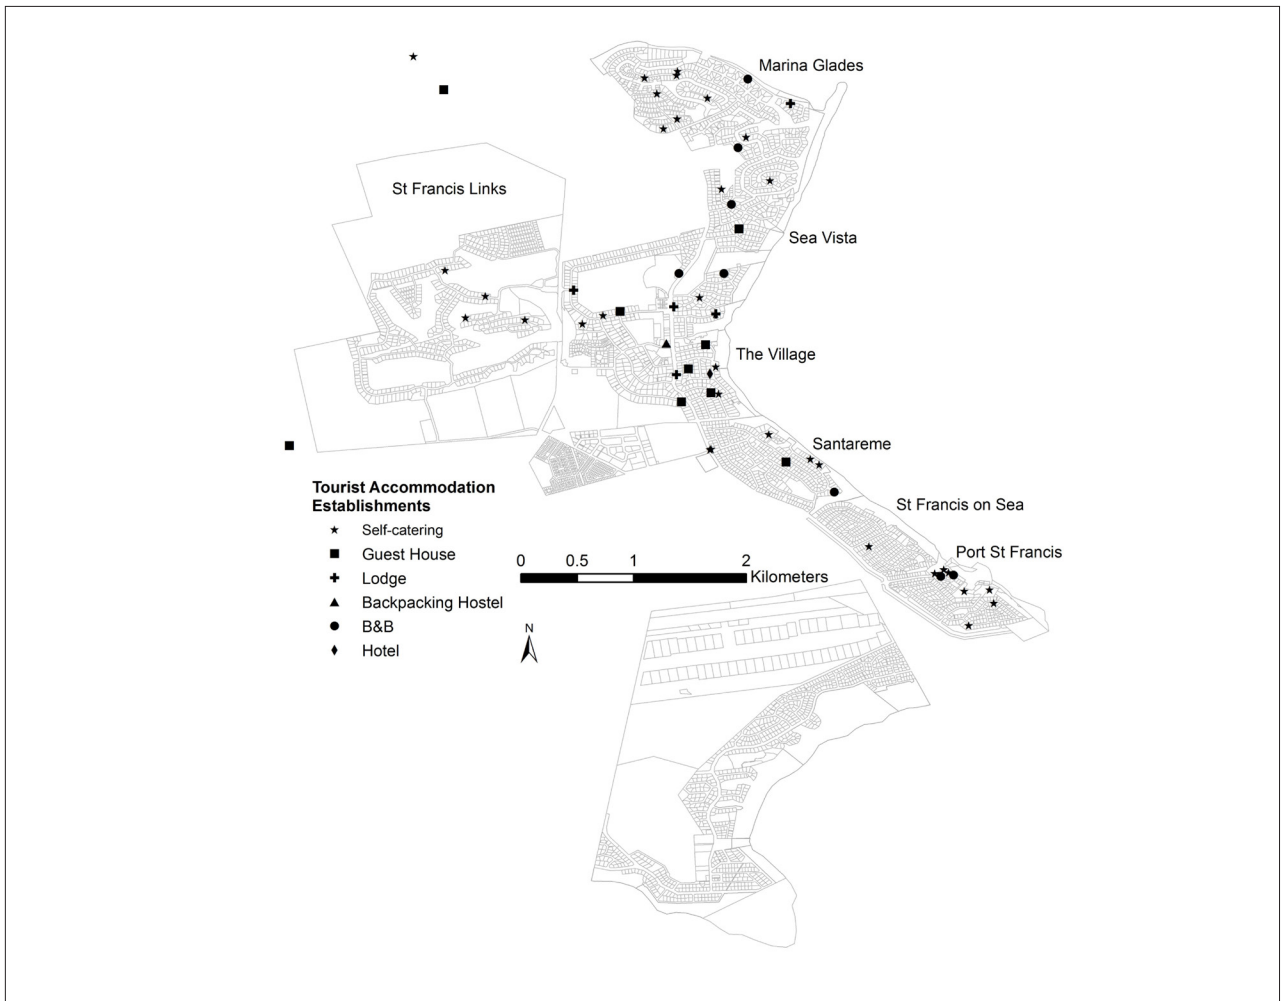 Marina Glades
St Francis Links
Sea Vista
The Village
Santareme
St Francis on Sea
Port St Francis
Tourist Accommodation
Establishments
Self-catering
Guest House
Lodge
Backpacking Hostel
B&B
Hotel
0 0.5 1 2
Kilometers
N